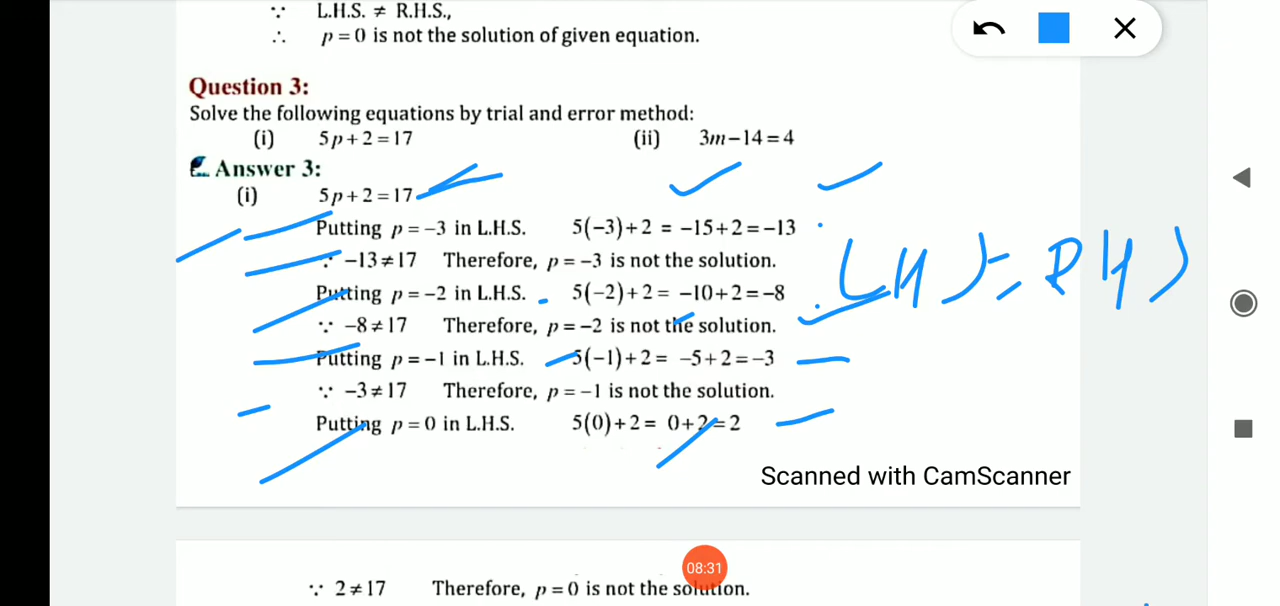 ∵ L.H.S. ≠ R.H.S.,
∴ p = 0 is not the solution of given equation.
Question 3:
Solve the following equations by trial and error method:
(i) 5p + 2 = 17 (ii) 3m – 14 = 4
Answer 3:
(i) 5p + 2 = 17
Putting p = –3 in L.H.S. 5(–3) + 2 = –15 + 2 = –13
∵ –13 ≠ 17 Therefore, p = –3 is not the solution.
Putting p = –2 in L.H.S. 5(–2) + 2 = –10 + 2 = –8
∵ –8 ≠ 17 Therefore, p = –2 is not the solution.
Putting p = –1 in L.H.S. 5(–1) + 2 = –5 + 2 = –3
∵ –3 ≠ 17 Therefore, p = –1 is not the solution.
Putting p = 0 in L.H.S. 5(0) + 2 = 0 + 2 = 2
LHS = RHS
Scanned with CamScanner
08:31
∵ 2 ≠ 17 Therefore, p = 0 is not the solution.